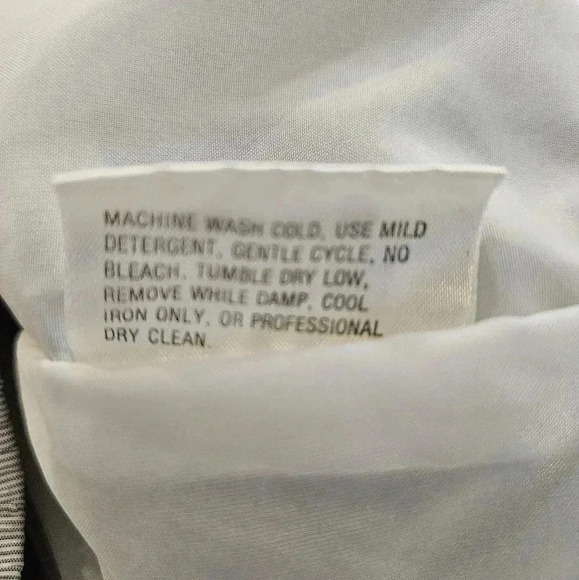 MACHINE WASH COLD, USE MILD
DETERGENT, GENTLE CYCLE, NO
BLEACH, TUMBLE DRY LOW,
REMOVE WHILE DAMP, COOL
IRON ONLY, OR PROFESSIONAL
DRY CLEAN.